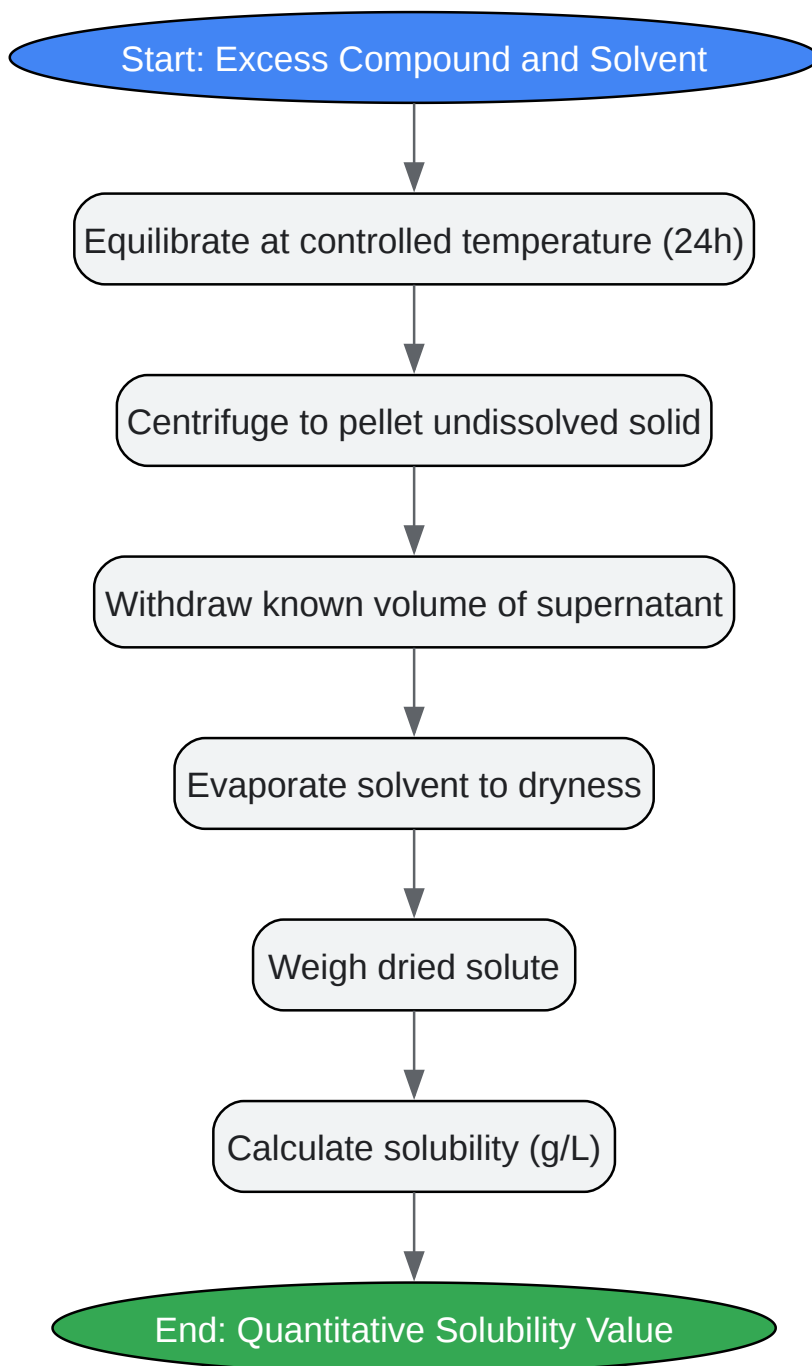 Start: Excess Compound and Solvent
Equilibrate at controlled temperature (24h)
Centrifuge to pellet undissolved solid
Withdraw known volume of supernatant
Evaporate solvent to dryness
Weigh dried solute
Calculate solubility (g/L)
End: Quantitative Solubility Value